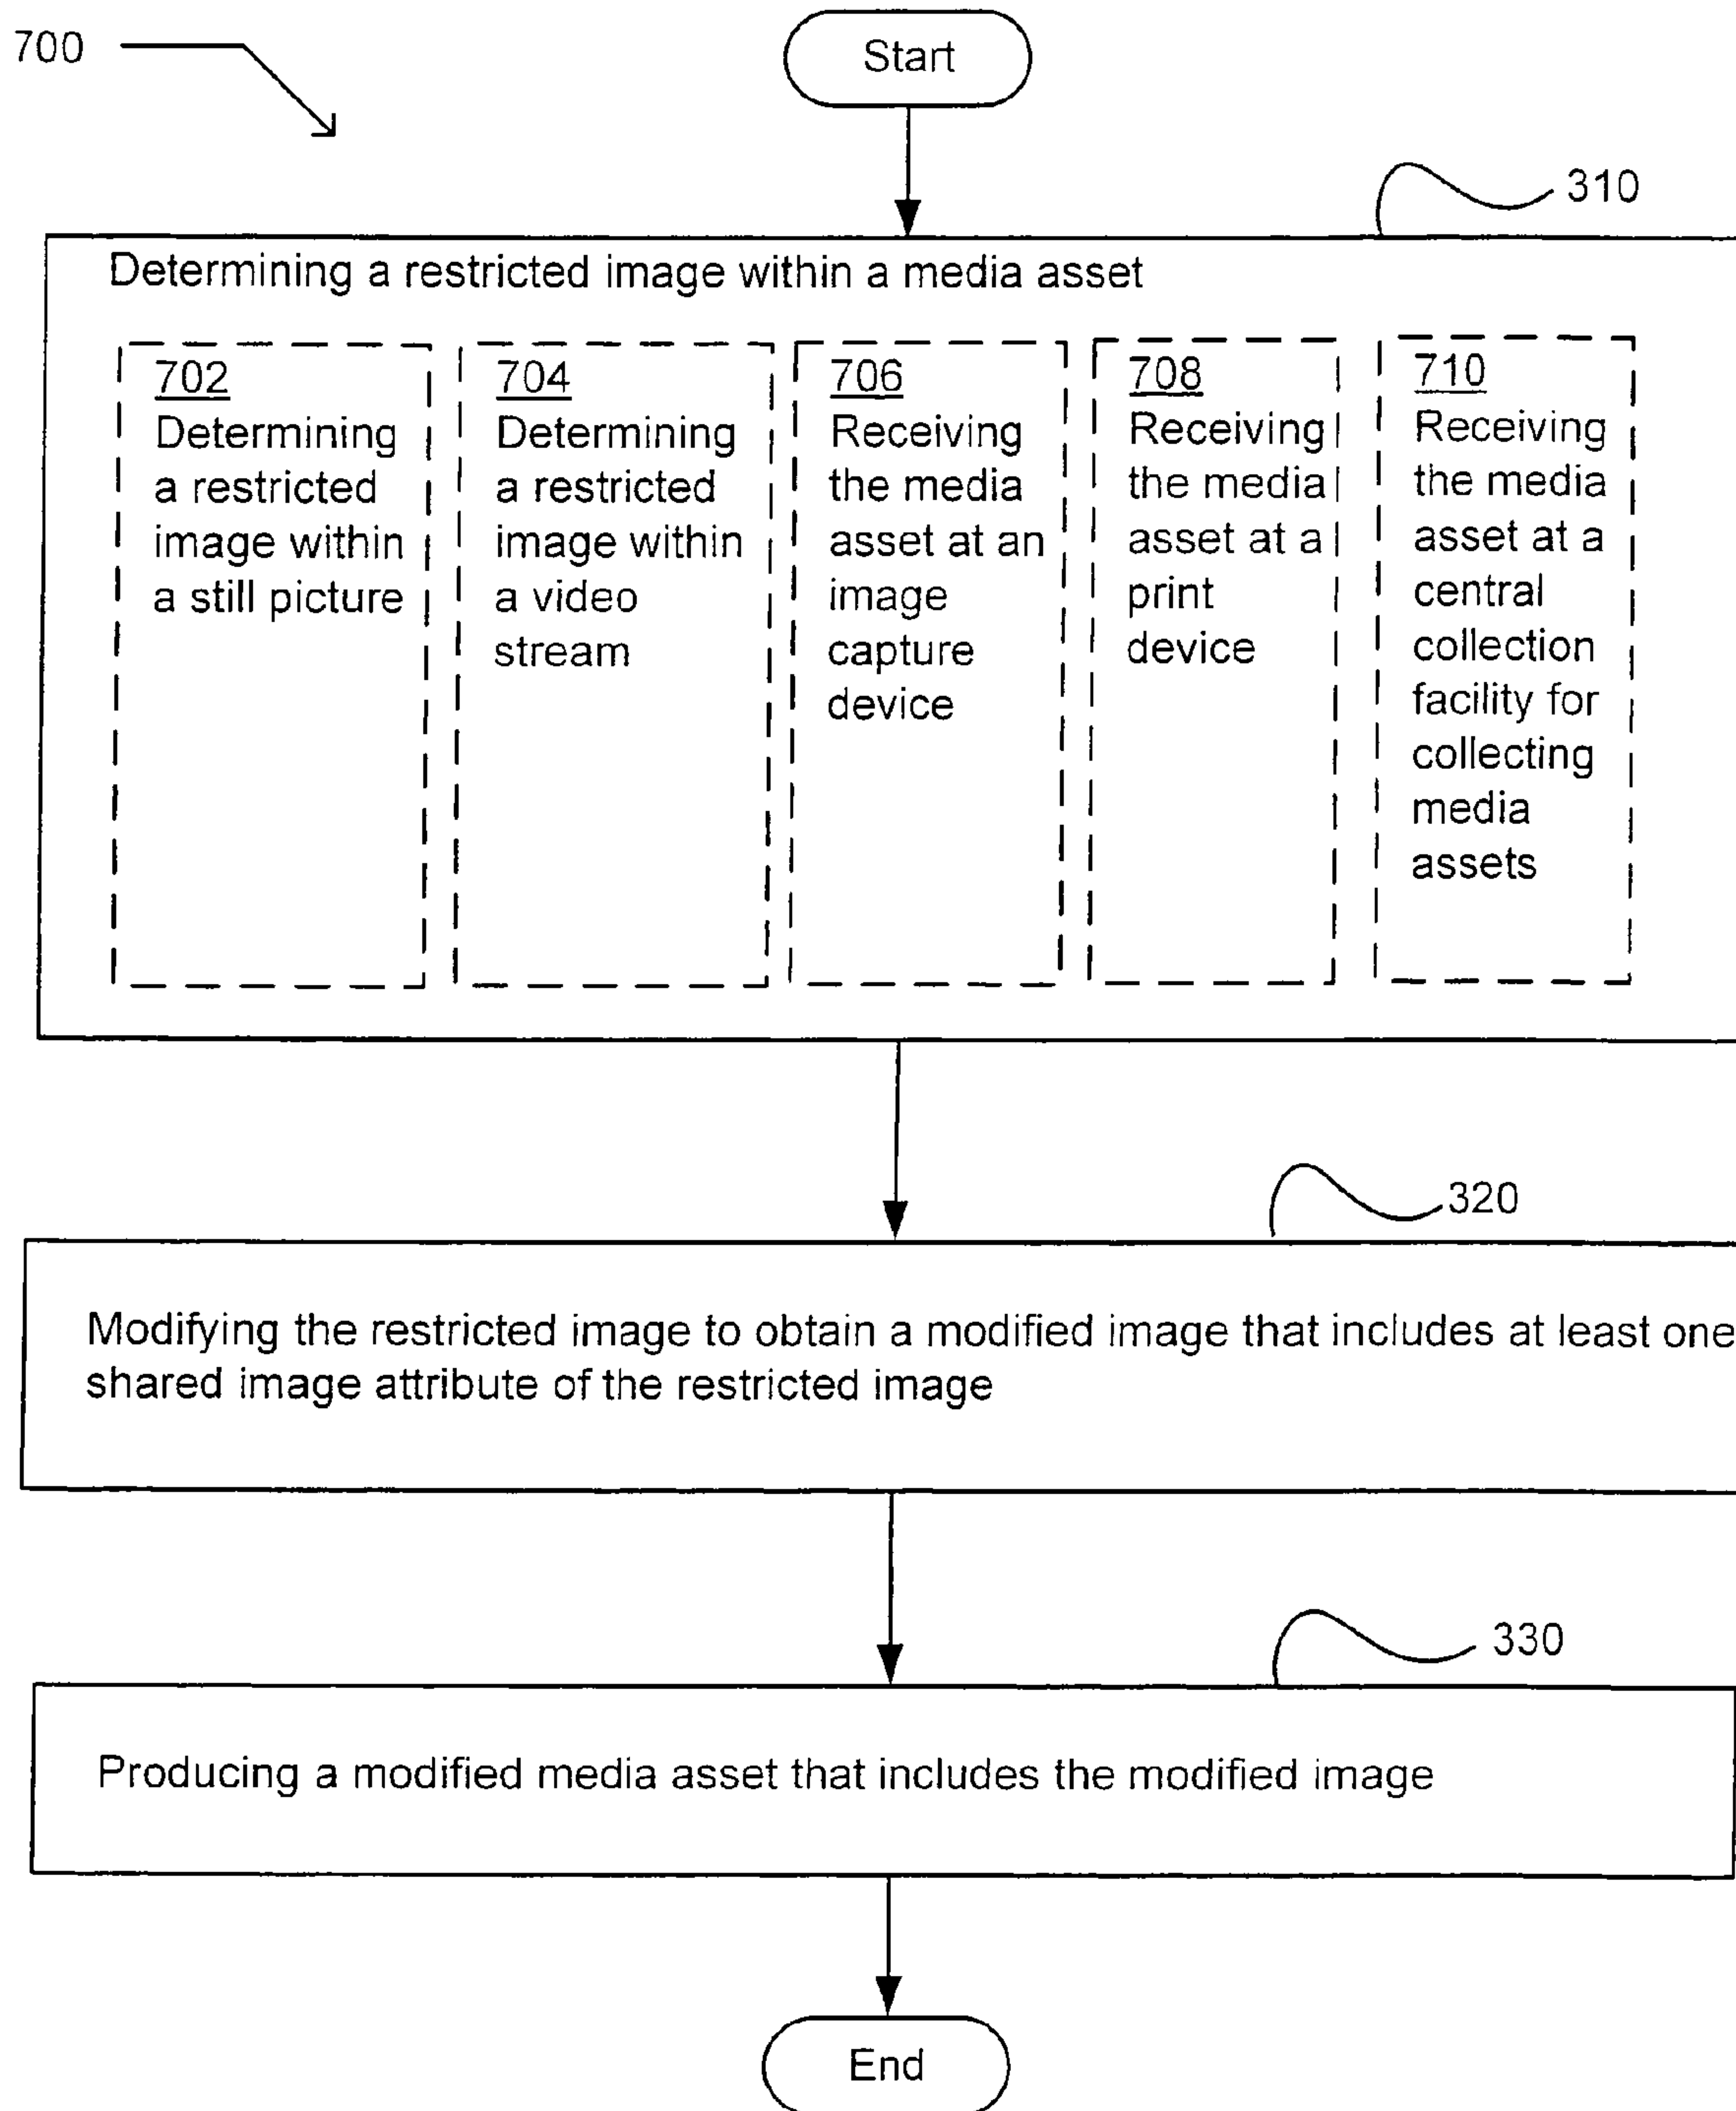 700
Start
310
Determining a restricted image within a media asset
702
Determining
a restricted
image within
a still picture
704
Determining
a restricted
image within
a video
stream
706
Receiving
the media
asset at an
image
capture
device
708
Receiving
the media
asset at a
print
device
710
Receiving
the media
asset at a
central
collection
facility for
collecting
media
assets
320
Modifying the restricted image to obtain a modified image that includes at least one
shared image attribute of the restricted image
330
Producing a modified media asset that includes the modified image
End